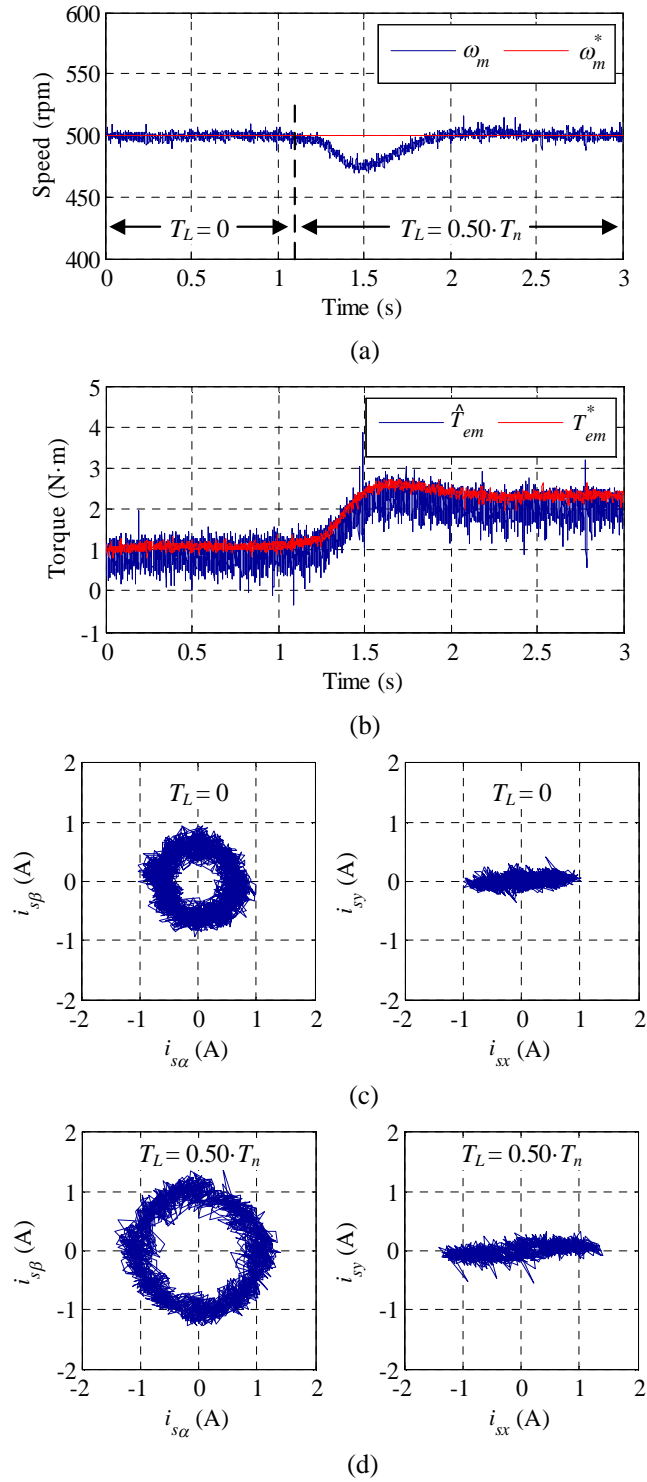 600
550
500
450
400
Speed (rpm)
ω_m ω_m^*
T_L = 0
T_L = 0.50·T_n
0 0.5 1 1.5 2 2.5 3
Time (s)
(a)
5
4
3
2
1
0
-1
Torque (N·m)
T̂_em T_em^*
0 0.5 1 1.5 2 2.5 3
Time (s)
(b)
2
1
0
-1
-2
i_sβ (A)
T_L = 0
-2 -1 0 1 2
i_sα (A)
2
1
0
-1
-2
i_sy (A)
T_L = 0
-2 -1 0 1 2
i_sx (A)
(c)
2
1
0
-1
-2
i_sβ (A)
T_L = 0.50·T_n
-2 -1 0 1 2
i_sα (A)
2
1
0
-1
-2
i_sy (A)
T_L = 0.50·T_n
-2 -1 0 1 2
i_sx (A)
(d)